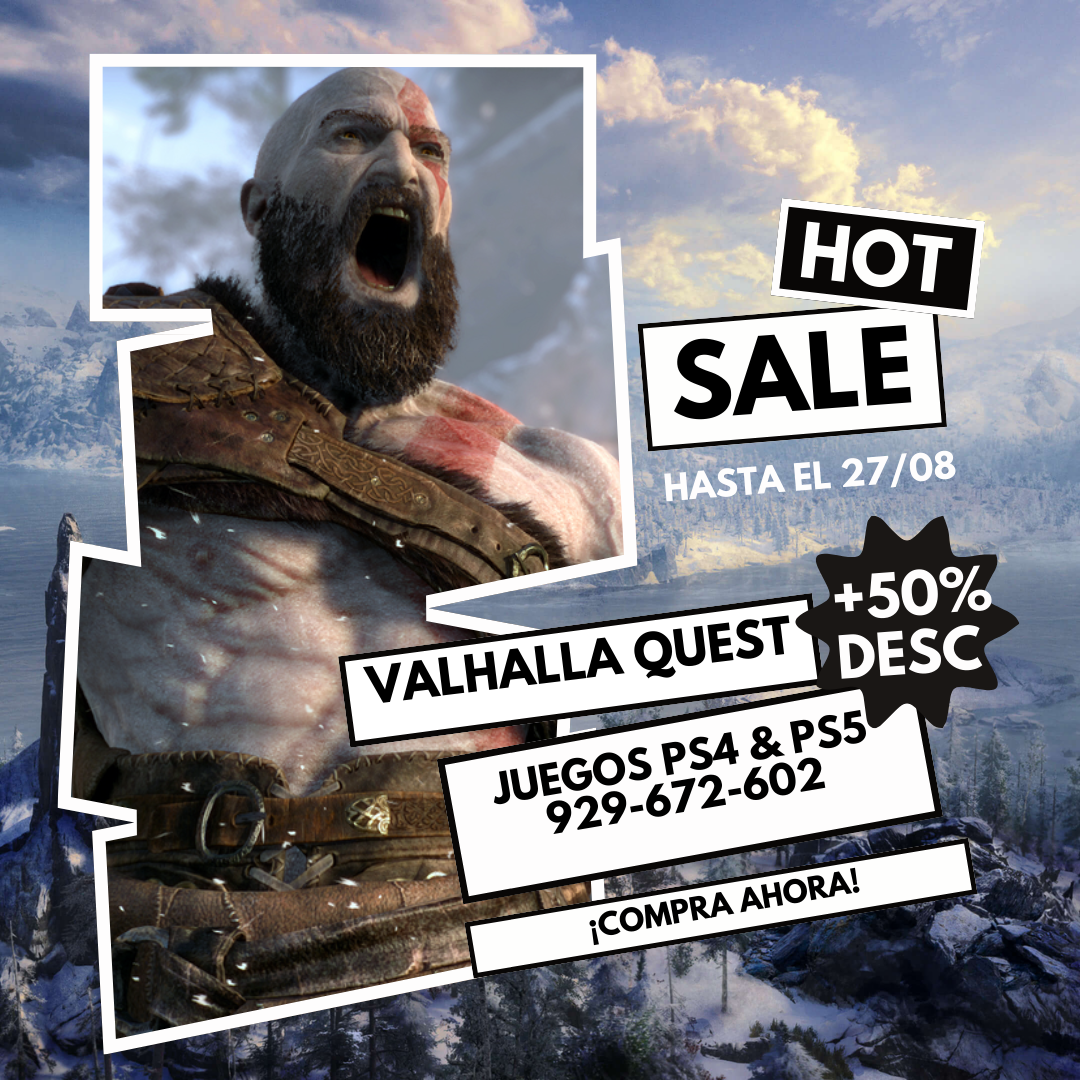 HOT
SALE
HASTA EL 27/08
+50%
DESC
VALHALLA QUEST
JUEGOS PS4 & PS5
929-672-602
¡COMPRA AHORA!